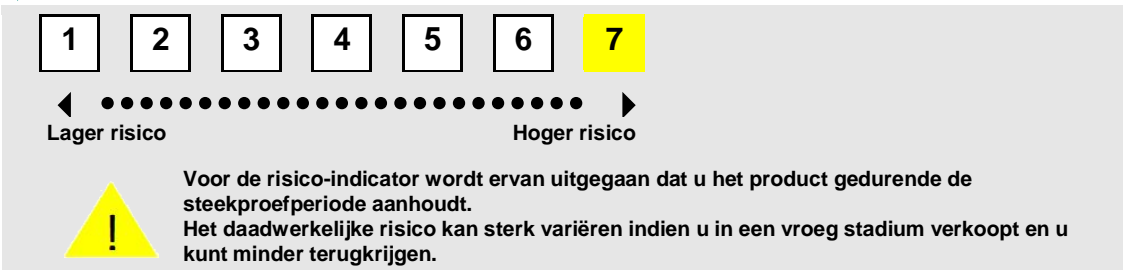 1 2 3 4 5 6 7
Lager risico Hoger risico
Voor de risico-indicator wordt ervan uitgegaan dat u het product gedurende de
steekproefperiode aanhoudt.
!
Het daadwerkelijke risico kan sterk variëren indien u in een vroeg stadium verkoopt en u
kunt minder terugkrijgen.